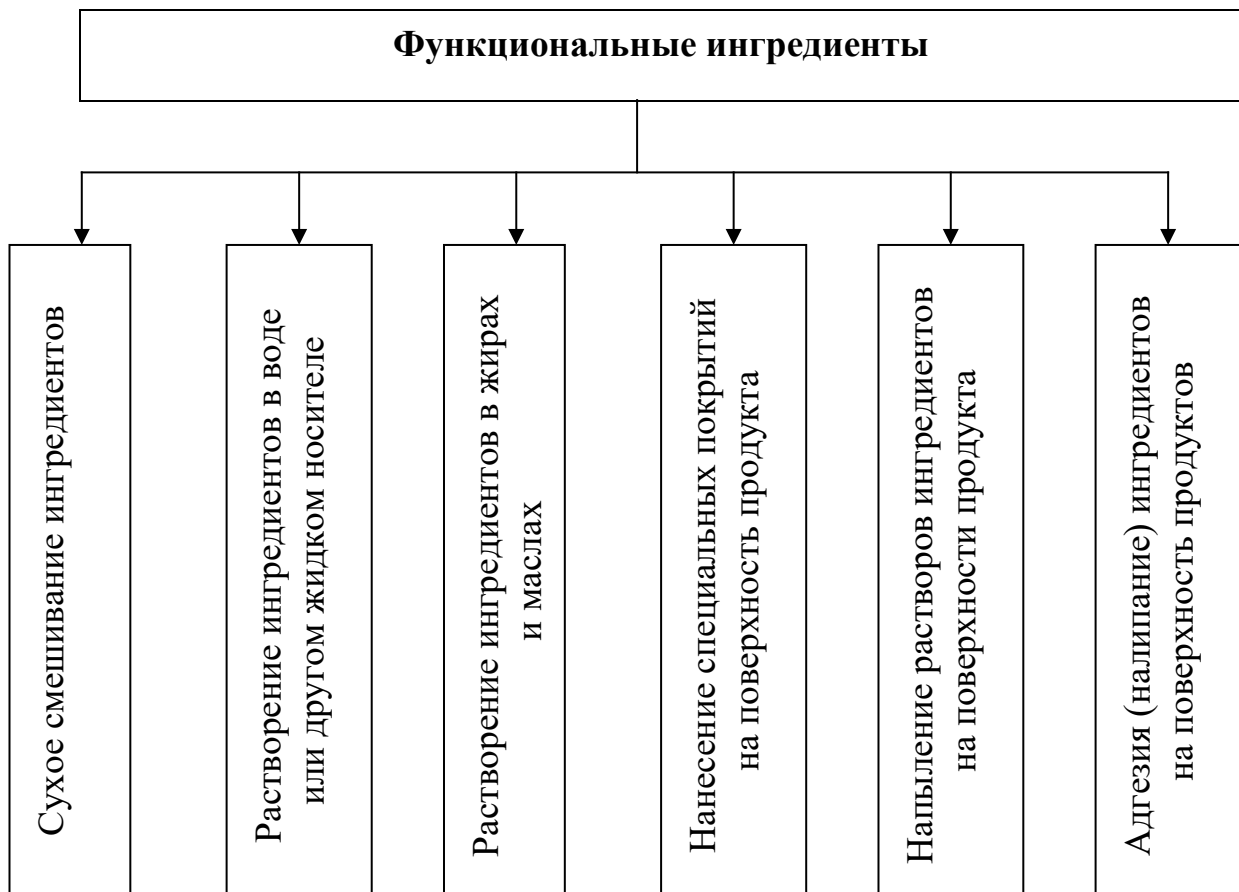 Функциональные ингредиенты
Сухое смешивание ингредиентов
Растворение ингредиентов в воде
или другом жидком носителе
Растворение ингредиентов в жирах
и маслах
Нанесение специальных покрытий
на поверхность продукта
Напыление растворов ингредиентов
на поверхности продукта
Адгезия (налипание) ингредиентов
на поверхность продуктов